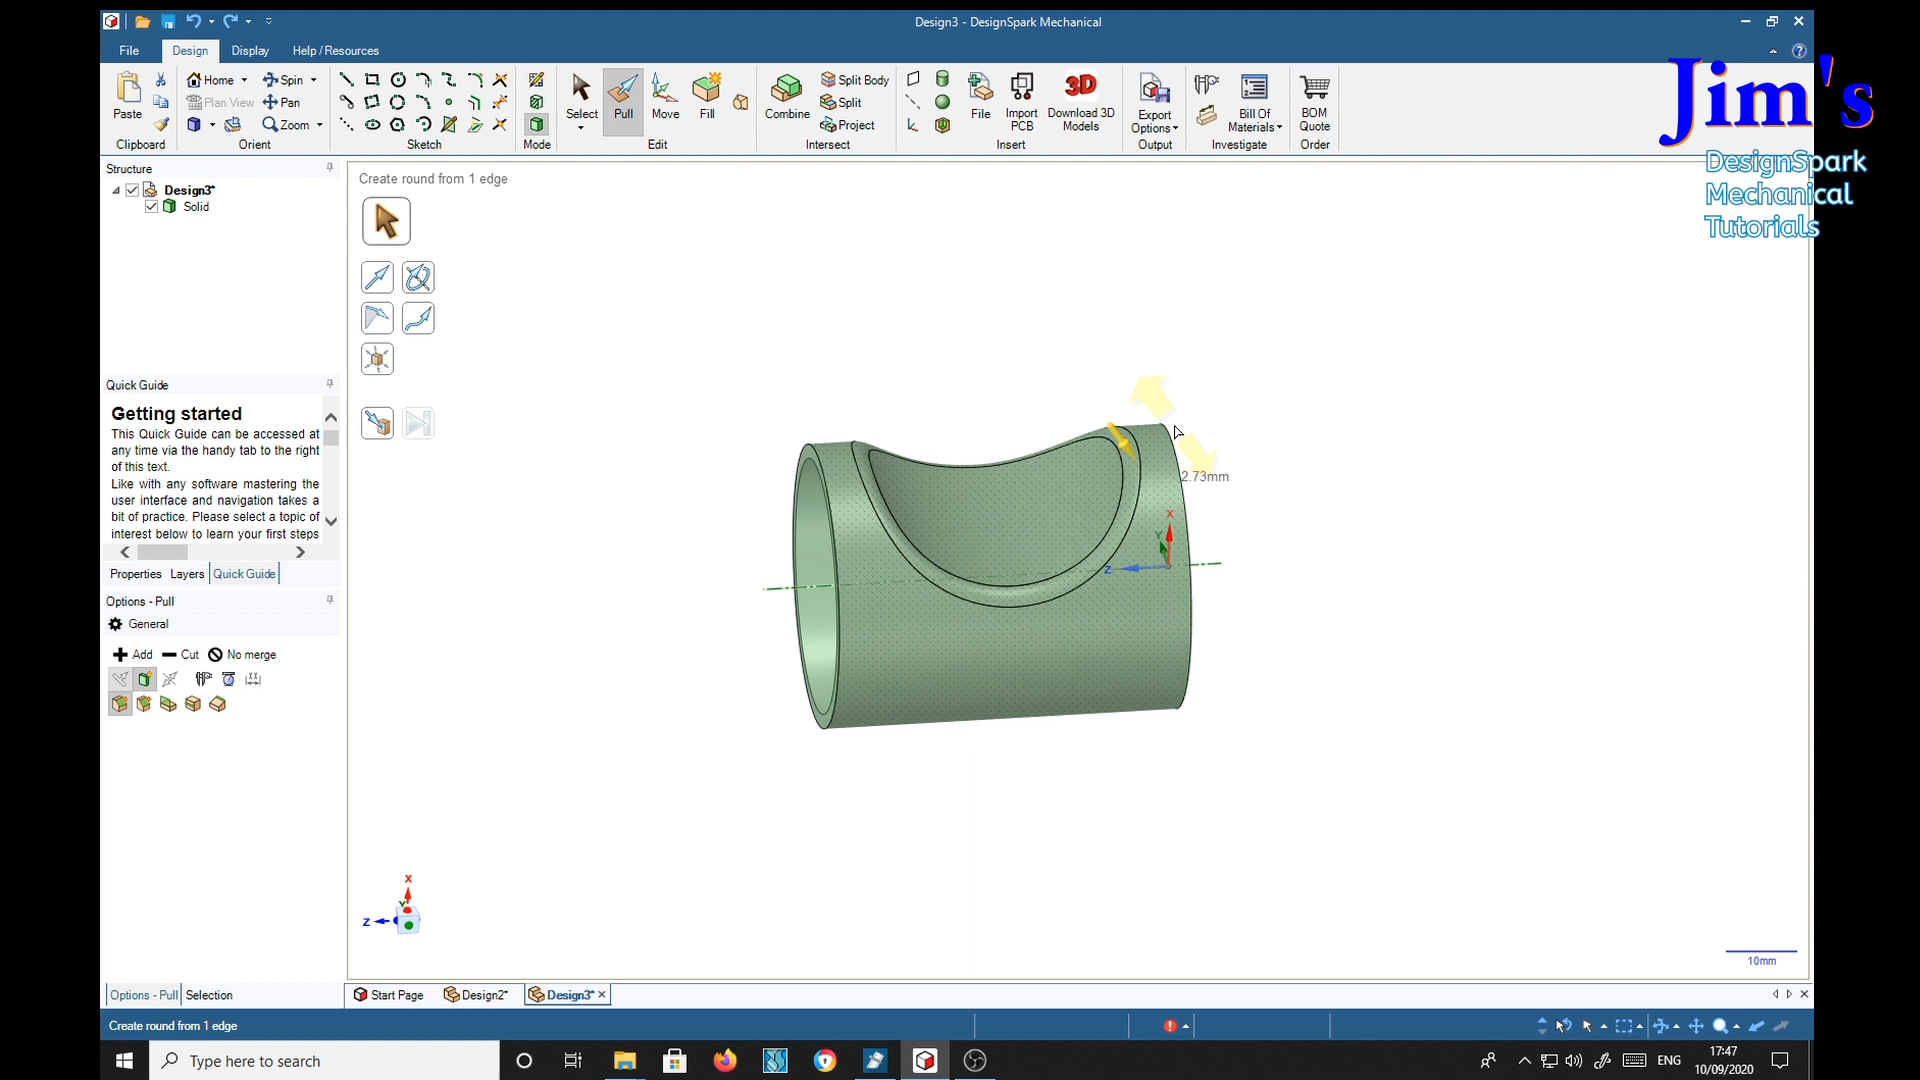 Design3 - DesignSpark Mechanical
File Design Display Help / Resources
Jim's
DesignSpark
Mechanical
Tutorials
Paste
Home Spin
Plan View Pan
Zoom
Select Pull Move Fill
Combine
Split Body
Split
Project
File Import PCB
3D
Download 3D Models
Export Options
Bill Of Materials
BOM Quote
Clipboard Orient Sketch Mode Edit Intersect Insert Output Investigate Order
Structure
Design3*
Solid
Create round from 1 edge
Quick Guide
Getting started
This Quick Guide can be accessed at
any time via the handy tab to the right
of this text.
Like with any software mastering the
user interface and navigation takes a
bit of practice. Please select a topic of
interest below to learn your first steps
Properties Layers Quick Guide
Options - Pull
General
Add Cut No merge
2.73mm
X
Y
Z
X
Y
Z
10mm
Options - Pull Selection
Start Page Design2* Design3*
Create round from 1 edge
Type here to search
ENG
17:47
10/09/2020